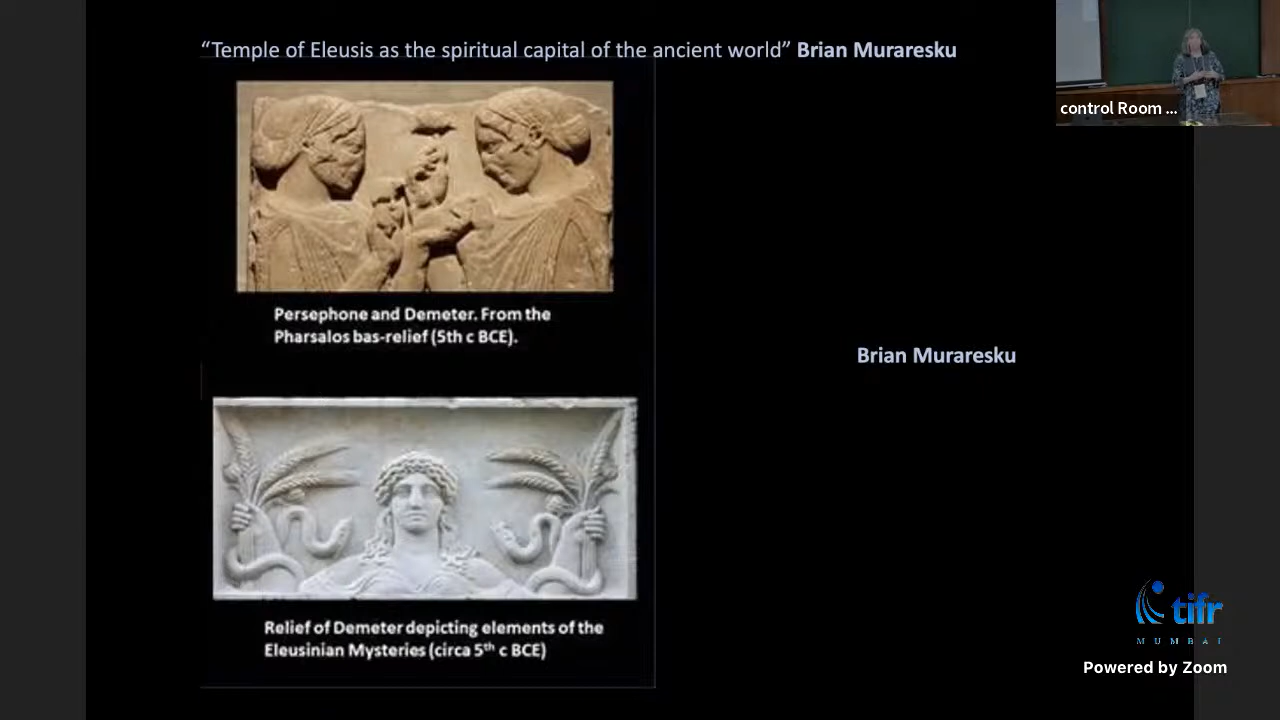 “Temple of Eleusis as the spiritual capital of the ancient world” Brian Muraresku
control Room ...
Persephone and Demeter. From the
Pharsalos bas-relief (5th c BCE).
Brian Muraresku
Relief of Demeter depicting elements of the
Eleusinian Mysteries (circa 5th c BCE)
tifr
MUMBAI
Powered by Zoom